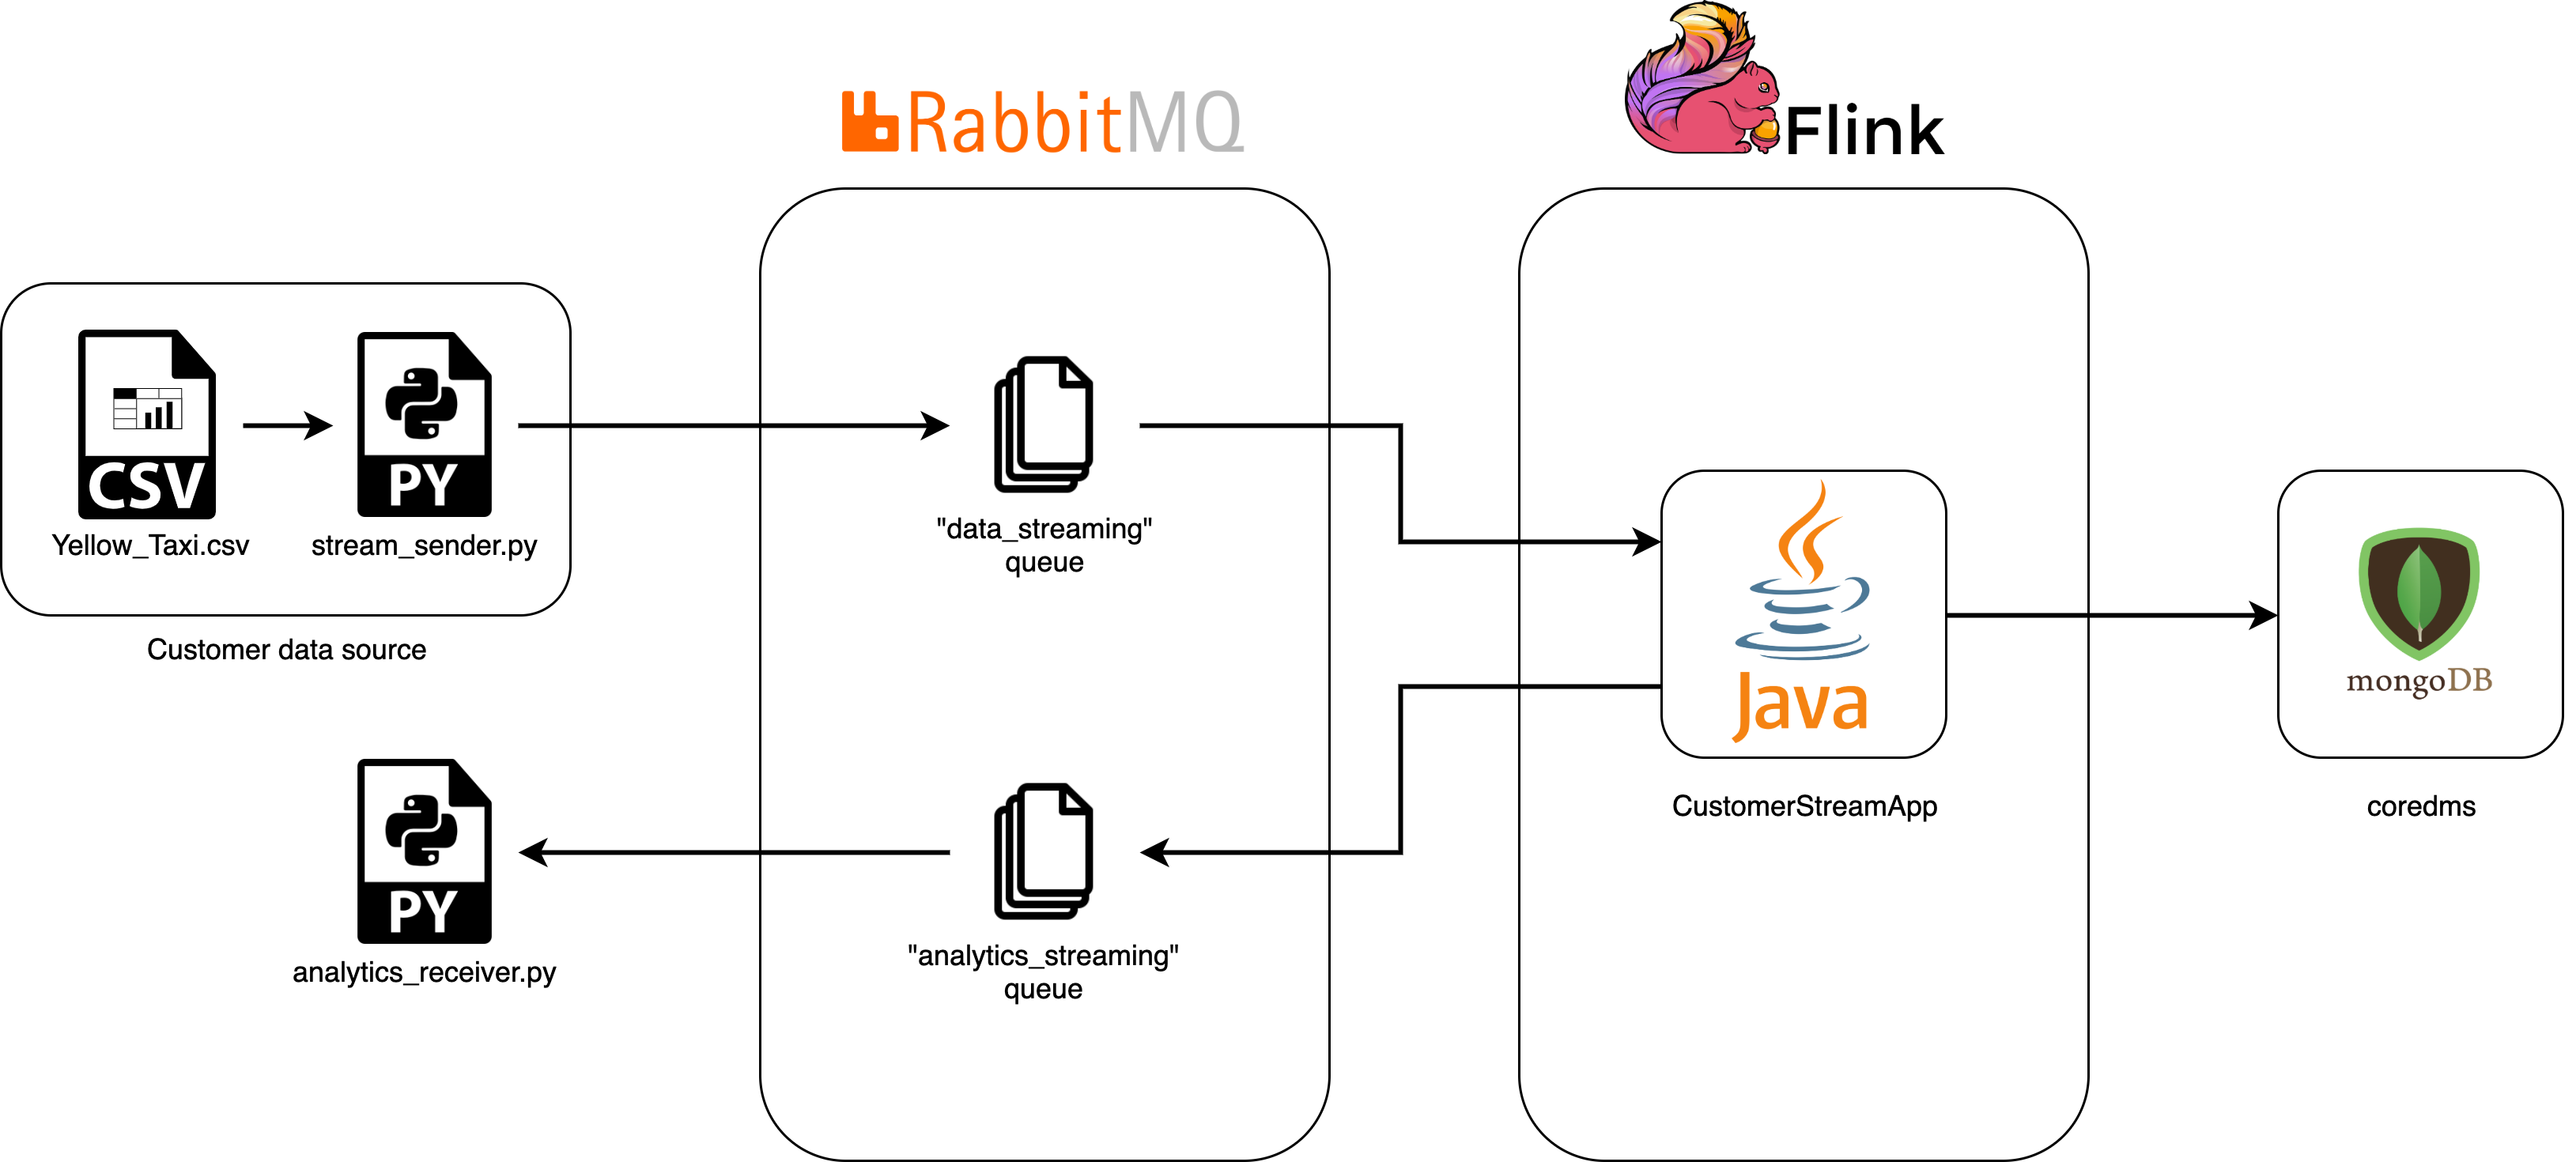 RabbitMQ
Flink
CSV
PY
Yellow_Taxi.csv
stream_sender.py
Customer data source
"data_streaming"
queue
Java
CustomerStreamApp
mongoDB
coredms
PY
analytics_receiver.py
"analytics_streaming"
queue